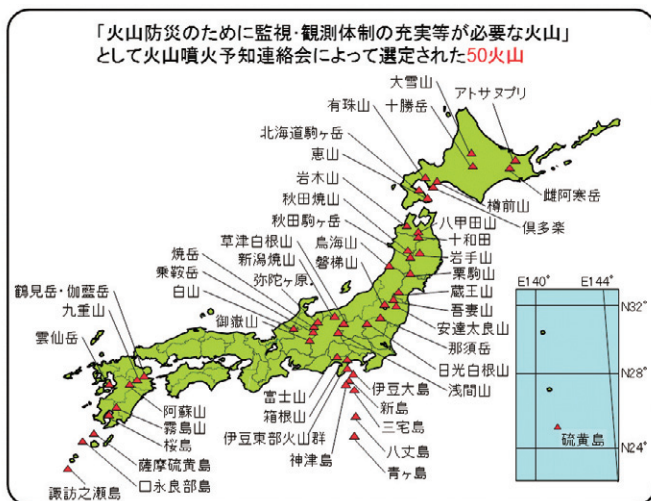 「火山防災のために監視・観測体制の充実等が必要な火山」
として火山噴火予知連絡会によって選定された50火山
大雪山
アトサヌプリ
有珠山
十勝岳
北海道駒ヶ岳
恵山
雌阿寒岳
岩木山
樽前山
倶多楽
秋田焼山
八甲田山
秋田駒ヶ岳
十和田
草津白根山
鳥海山
岩手山
焼岳
新潟焼山
磐梯山
栗駒山
乗鞍岳
弥陀ヶ原
蔵王山
鶴見岳・伽藍岳
白山
吾妻山
九重山
御嶽山
安達太良山
雲仙岳
那須岳
日光白根山
浅間山
富士山
伊豆大島
阿蘇山
箱根山
新島
霧島山
伊豆東部火山群
三宅島
桜島
神津島
八丈島
薩摩硫黄島
青ヶ島
口永良部島
諏訪之瀬島
E140° E144°
N32°
N28°
硫黄島
N24°